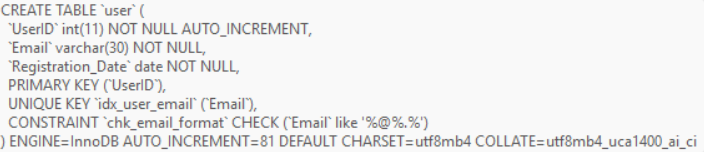 CREATE TABLE `user` (
`UserID` int(11) NOT NULL AUTO_INCREMENT,
`Email` varchar(30) NOT NULL,
`Registration_Date` date NOT NULL,
PRIMARY KEY (`UserID`),
UNIQUE KEY `idx_user_email` (`Email`),
CONSTRAINT `chk_email_format` CHECK (`Email` like '%@%.%')
) ENGINE=InnoDB AUTO_INCREMENT=81 DEFAULT CHARSET=utf8mb4 COLLATE=utf8mb4_uca1400_ai_ci